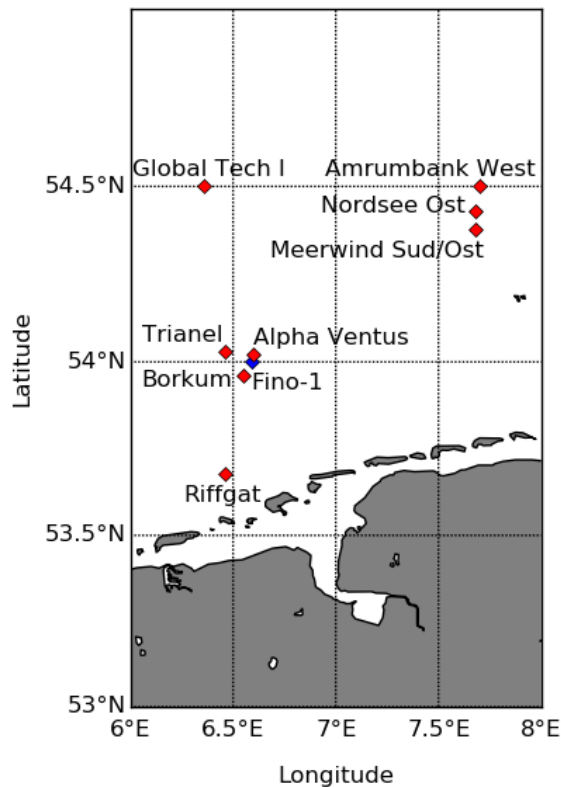 Global Tech I
Amrumbank West
54.5°N
Nordsee Ost
Meerwind Sud/Ost
Trianel
Alpha Ventus
54°N
Borkum
Fino-1
Riffgat
53.5°N
53°N
6°E
6.5°E
7°E
7.5°E
8°E
Latitude
Longitude